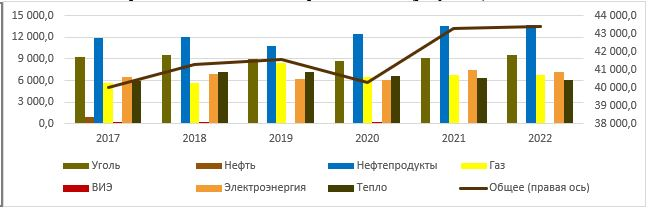 15 000,0 44 000,0
43 000,0
12 000,0 42 000,0
9 000,0 41 000,0
6 000,0 40 000,0
3 000,0 39 000,0
0,0 38 000,0
2017 2018 2019 2020 2021 2022
Уголь Нефть Нефтепродукты Газ
ВИЭ Электроэнергия Тепло Общее (правая ось)